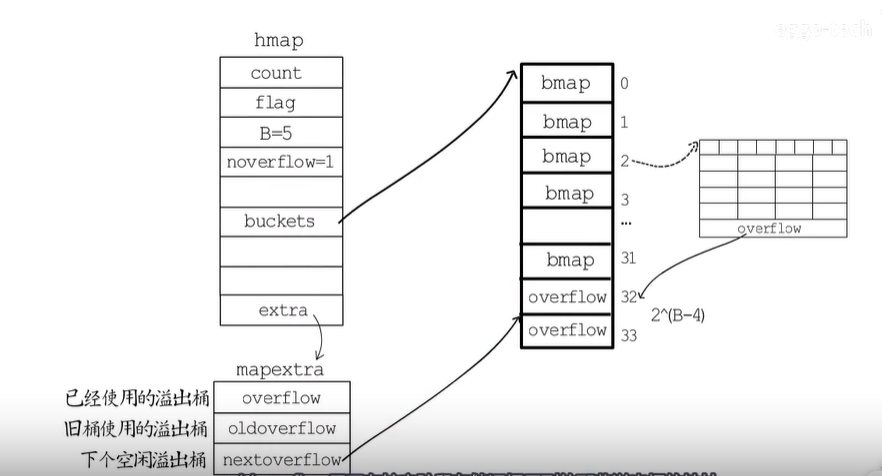 hmap
count
flag
B=5
noverflow=1
buckets
extra
mapextra
已经使用的溢出桶
overflow
旧桶使用的溢出桶
oldoverflow
下个空闲溢出桶
nextoverflow
bmap
0
bmap
1
bmap
2
bmap
3
...
bmap
31
overflow
32
overflow
33
2^(B-4)
overflow